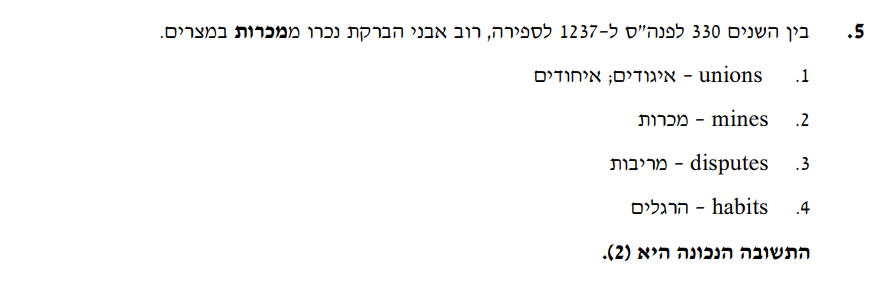 5. בין השנים 330 לפנה"ס ל-1237 לספירה, רוב אבני הברקת נכרו ממכרות במצרים.
1. unions - איגודים; איחודים
2. mines - מכרות
3. disputes - מריבות
4. habits - הרגלים
התשובה הנכונה היא (2).